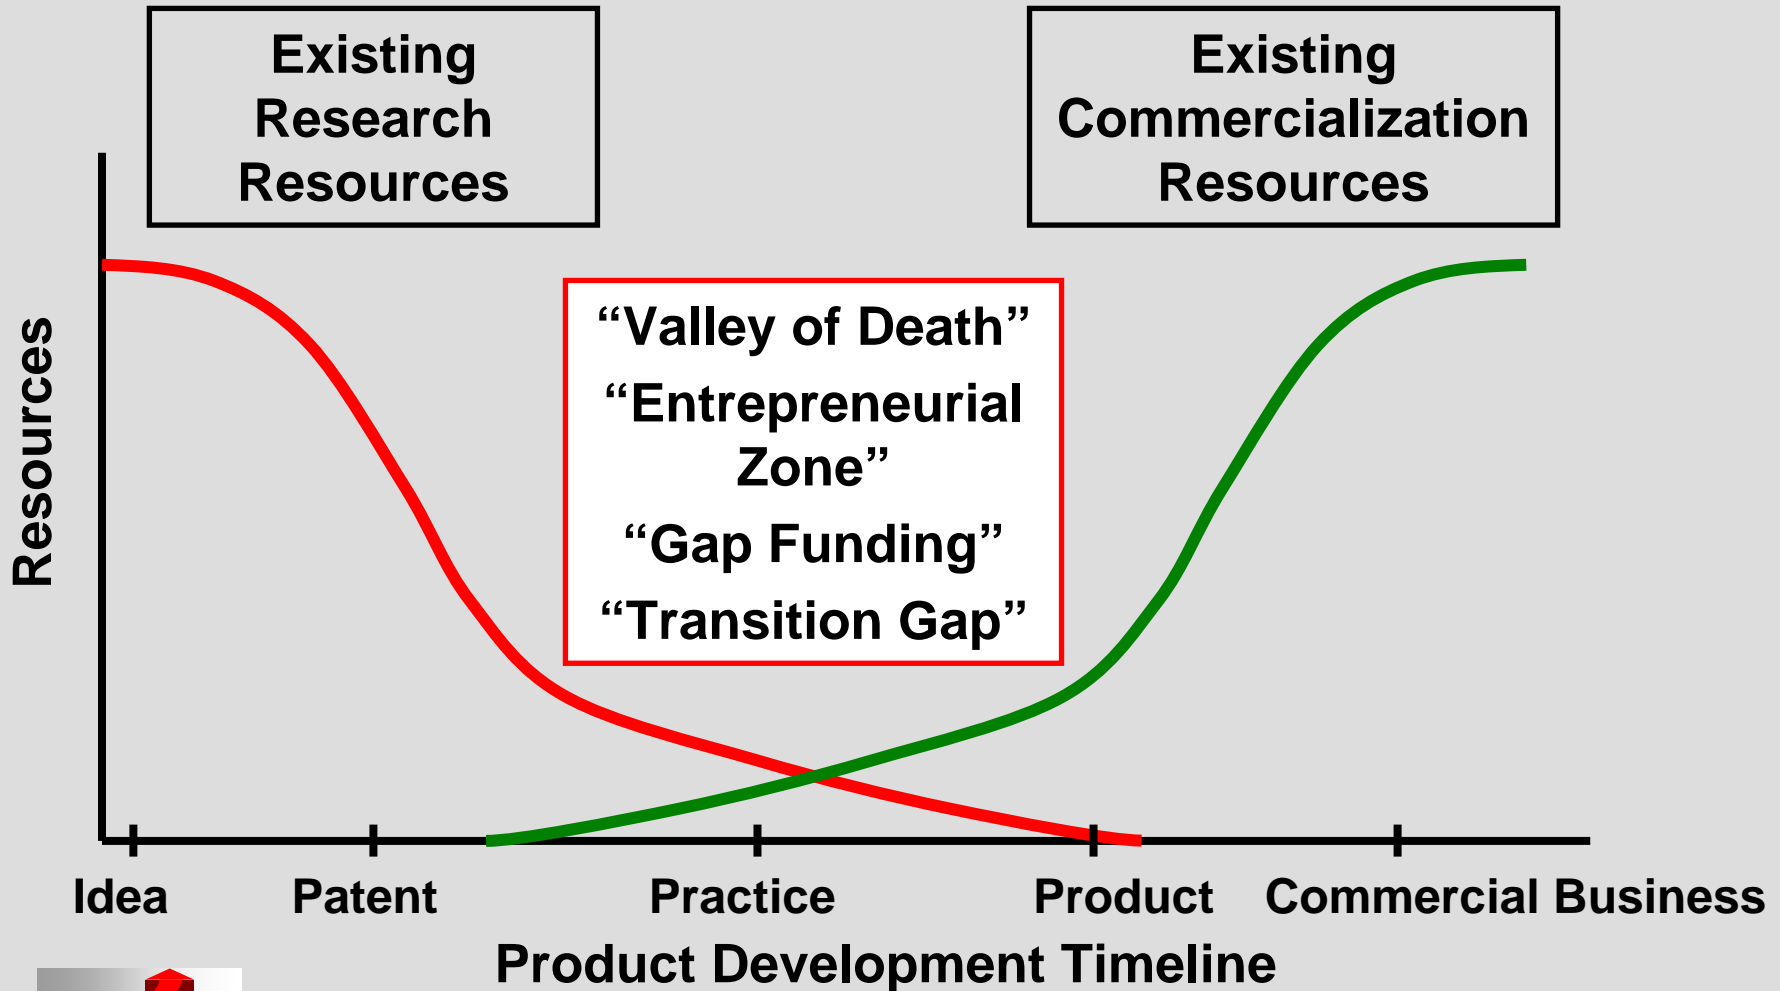 Existing
Research
Resources
Existing
Commercialization
Resources
“Valley of Death”
“Entrepreneurial
Zone”
“Gap Funding”
“Transition Gap”
Resources
Idea
Patent
Practice
Product
Commercial Business
Product Development Timeline